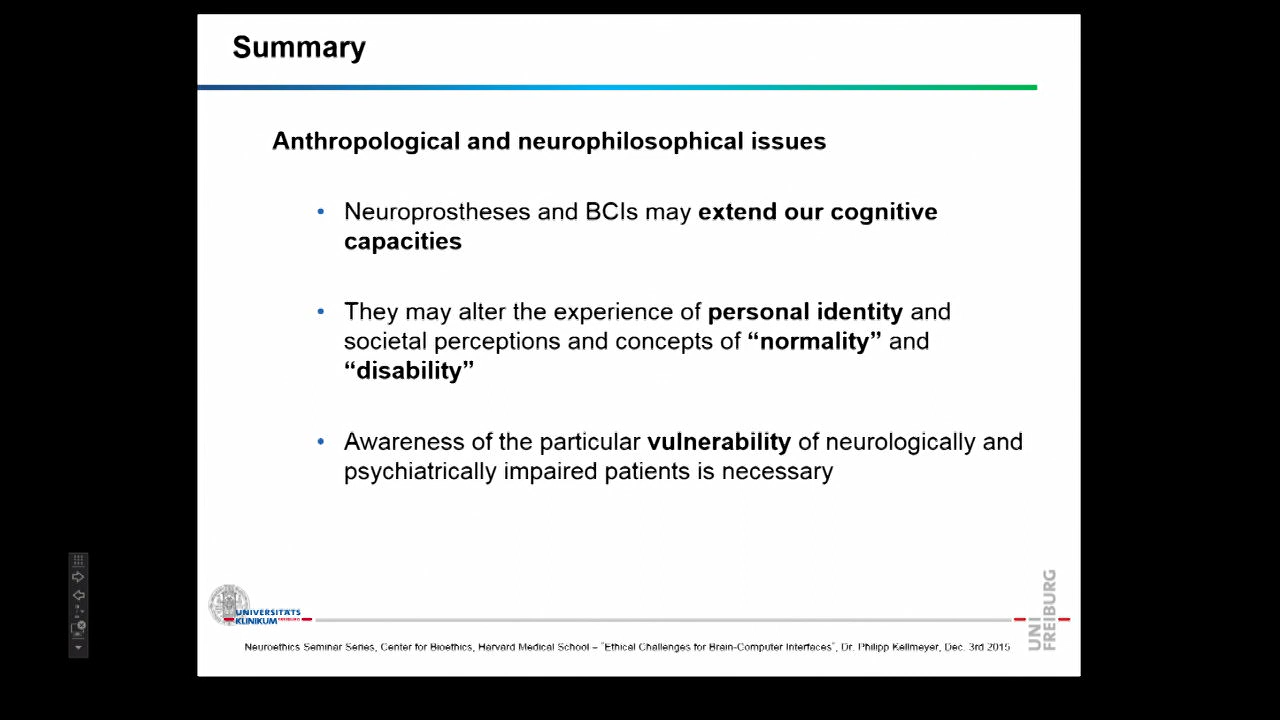 Summary
Anthropological and neurophilosophical issues
• Neuroprostheses and BCIs may extend our cognitive
capacities
• They may alter the experience of personal identity and
societal perceptions and concepts of “normality” and
“disability”
• Awareness of the particular vulnerability of neurologically and
psychiatrically impaired patients is necessary
UNIVERSITÄTS
KLINIKUM FREIBURG
UNI
FREIBURG
Neuroethics Seminar Series, Center for Bioethics, Harvard Medical School – “Ethical Challenges for Brain-Computer Interfaces”, Dr. Philipp Kellmeyer, Dec. 3rd 2015